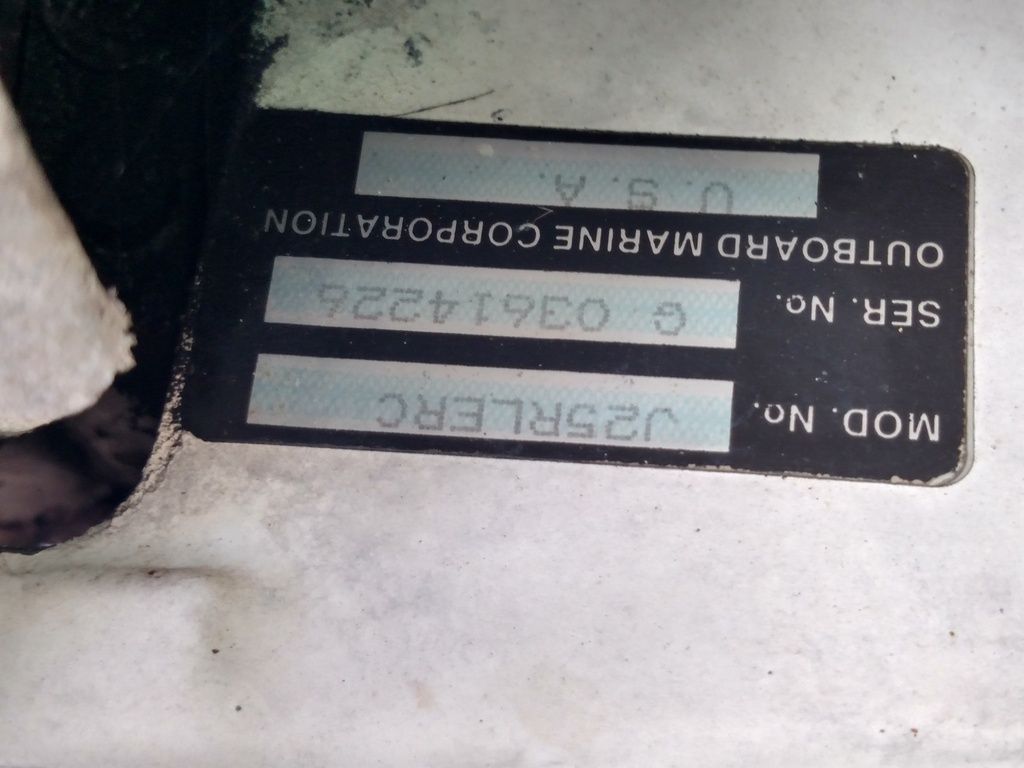 MOD. No. J25RLERC
SER. No. G 03614226
OUTBOARD MARINE CORPORATION
U.S.A.